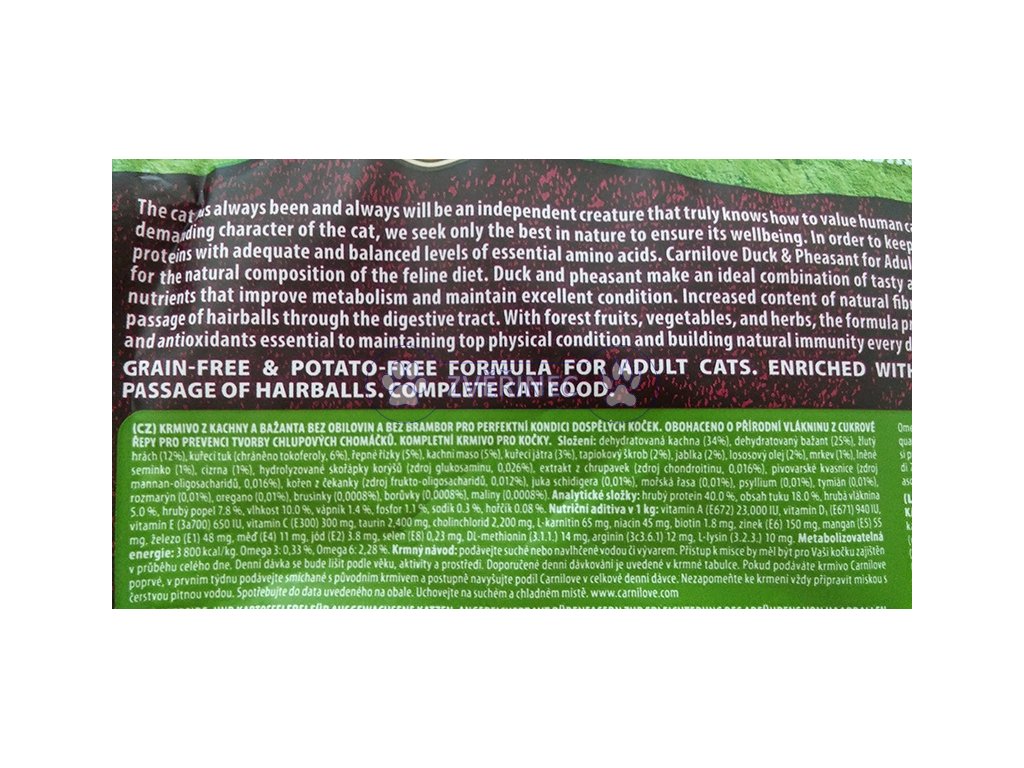 The cat has always been and always will be an independent creature that truly knows how to value human ca
demanding character of the cat, we seek only the best in nature to ensure its wellbeing. In order to keep
proteins with adequate and balanced levels of essential amino acids. Carnilove Duck & Pheasant for Adul
for the natural composition of the feline diet. Duck and pheasant make an ideal combination of tasty a
nutrients that improve metabolism and maintain excellent condition. Increased content of natural fibr
passage of hairballs through the digestive tract. With forest fruits, vegetables, and herbs, the formula pr
and antioxidants essential to maintaining top physical condition and building natural immunity every d
GRAIN-FREE & POTATO-FREE FORMULA FOR ADULT CATS. ENRICHED WITH
PASSAGE OF HAIRBALLS. COMPLETE CAT FOOD.
ZVEŘINEC
(CZ) KRMIVO Z KACHNY A BAŽANTA BEZ OBILOVIN A BEZ BRAMBOR PRO PERFEKTNÍ KONDICI DOSPĚLÝCH KOČEK. OBOHACENO O PŘÍRODNÍ VLÁKNINU Z CUKROVÉ
ŘEPY PRO PREVENCI TVORBY CHLUPOVÝCH CHOMÁČKŮ. KOMPLETNÍ KRMIVO PRO KOČKY. Složení: dehydratovaná kachna (34%), dehydratovaný bažant (25%), žlutý
hrách (12%), kuřecí tuk (chráněno tokoferoly, 6%), řepné řízky (5%), kachní maso (5%), kuřecí játra (3%), tapiokový škrob (2%), jablka (2%), lososový olej (2%), mrkev (1%), lněné
semínko (1%), cizrna (1%), hydrolyzované skořápky korýšů (zdroj glukosaminu, 0,026%), extrakt z chrupavek (zdroj chondroitinu, 0,016%), pivovarské kvasnice (zdroj
mannan-oligosacharidů, 0,016%), kořen z čekanky (zdroj frukto-oligosacharidů, 0,012%), juka schidigera (0,01%), mořská řasa (0,01%), psyllium (0,01%), tymián (0,01%),
rozmarýn (0,01%), oregano (0,01%), brusinky (0,0008%), borůvky (0,0008%), maliny (0,0008%). Analytické složky: hrubý protein 40.0 %, obsah tuku 18.0 %, hrubá vláknina
5.0 %, hrubý popel 7.8 %, vlhkost 10.0 %, vápník 1.4 %, fosfor 1.1 %, sodík 0.3 %, hořčík 0.08 %. Nutriční aditiva v 1 kg: vitamín A (E672) 23,000 IU, vitamín D₃ (E671) 940 IU,
vitamín E (3a700) 650 IU, vitamín C (E300) 300 mg, taurin 2,400 mg, cholinchlorid 2,200 mg, L-karnitin 65 mg, niacin 45 mg, biotin 1.8 mg, zinek (E6) 150 mg, mangan (E5) 55
mg, železo (E1) 48 mg, měď (E4) 11 mg, jód (E2) 3.8 mg, selen (E8) 0,23 mg, DL-methionin (3.1.1.) 14 mg, arginin (3c3.6.1) 12 mg, L-lysin (3.2.3.) 10 mg. Metabolizovatelná
energie: 3 800 kcal/kg. Omega 3: 0,33 %, Omega 6: 2,28 %. Krmný návod: podávejte suché nebo navlhčené vodou či vývarem. Přístup k misce by měl být pro Vaši kočku zajištěn
v průběhu celého dne. Denní dávka se bude lišit podle věku, aktivity a prostředí. Doporučené denní dávkování je uvedené v krmné tabulce. Pokud podáváte krmivo Carnilove
poprvé, v prvním týdnu podávejte smíchané s původním krmivem a postupně navyšujte podíl Carnilove v celkové denní dávce. Nezapomeňte ke krmení vždy připravit miskou s
čerstvou pitnou vodou. Spotřebujte do data uvedeného na obale. Uchovejte na suchém a chladném místě. www.carnilove.com